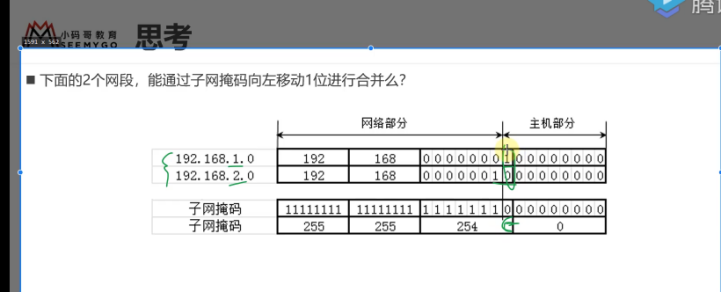 腾
小码哥教育
SEEMYGO
思考
1591 x 562
■ 下面的2个网段，能通过子网掩码向左移动1位进行合并么？
网络部分 主机部分
192.168.1.0 192 168 0 0 0 0 0 0 0 1 0 0 0 0 0 0 0 0
192.168.2.0 192 168 0 0 0 0 0 0 1 0 0 0 0 0 0 0 0 0
子网掩码 11111111 11111111 1 1 1 1 1 1 1 0 0 0 0 0 0 0 0 0
子网掩码 255 255 254 0